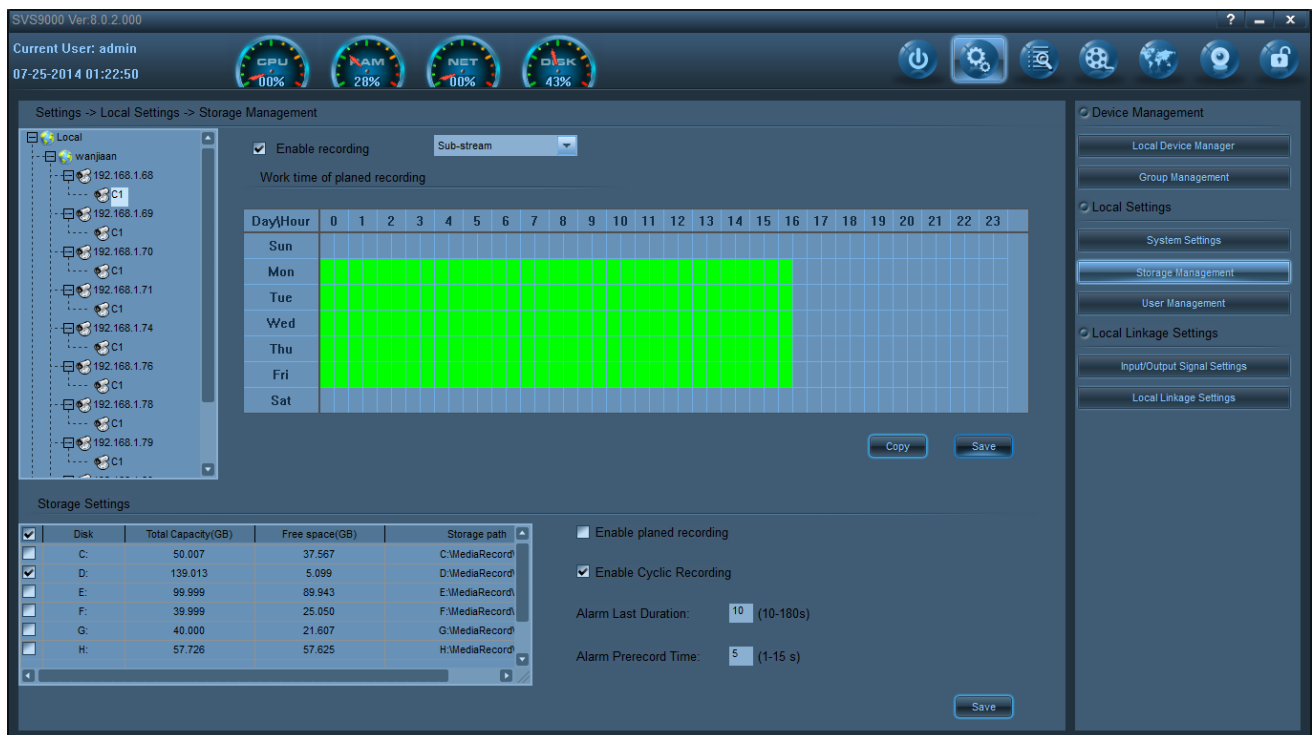 SVS9000 Ver:8.0.2.000
? – x
Current User: admin
07-25-2014 01:22:50
CPU
00%
RAM
28%
NET
00%
DISK
43%
Settings -> Local Settings -> Storage Management
Local
wanjiaan
192.168.1.68
C1
192.168.1.69
C1
192.168.1.70
C1
192.168.1.71
C1
192.168.1.74
C1
192.168.1.76
C1
192.168.1.78
C1
192.168.1.79
C1
Enable recording
Sub-stream
Work time of planed recording
Day\Hour 0 1 2 3 4 5 6 7 8 9 10 11 12 13 14 15 16 17 18 19 20 21 22 23
Sun
Mon
Tue
Wed
Thu
Fri
Sat
Copy Save
Storage Settings
Disk Total Capacity(GB) Free space(GB) Storage path
C: 50.007 37.567 C:\MediaRecord\
D: 139.013 5.099 D:\MediaRecord\
E: 99.999 89.943 E:\MediaRecord\
F: 39.999 25.050 F:\MediaRecord\
G: 40.000 21.607 G:\MediaRecord\
H: 57.726 57.625 H:\MediaRecord\
Enable planed recording
Enable Cyclic Recording
Alarm Last Duration: 10 (10-180s)
Alarm Prerecord Time: 5 (1-15 s)
Save
Device Management
Local Device Manager
Group Management
Local Settings
System Settings
Storage Management
User Management
Local Linkage Settings
Input/Output Signal Settings
Local Linkage Settings